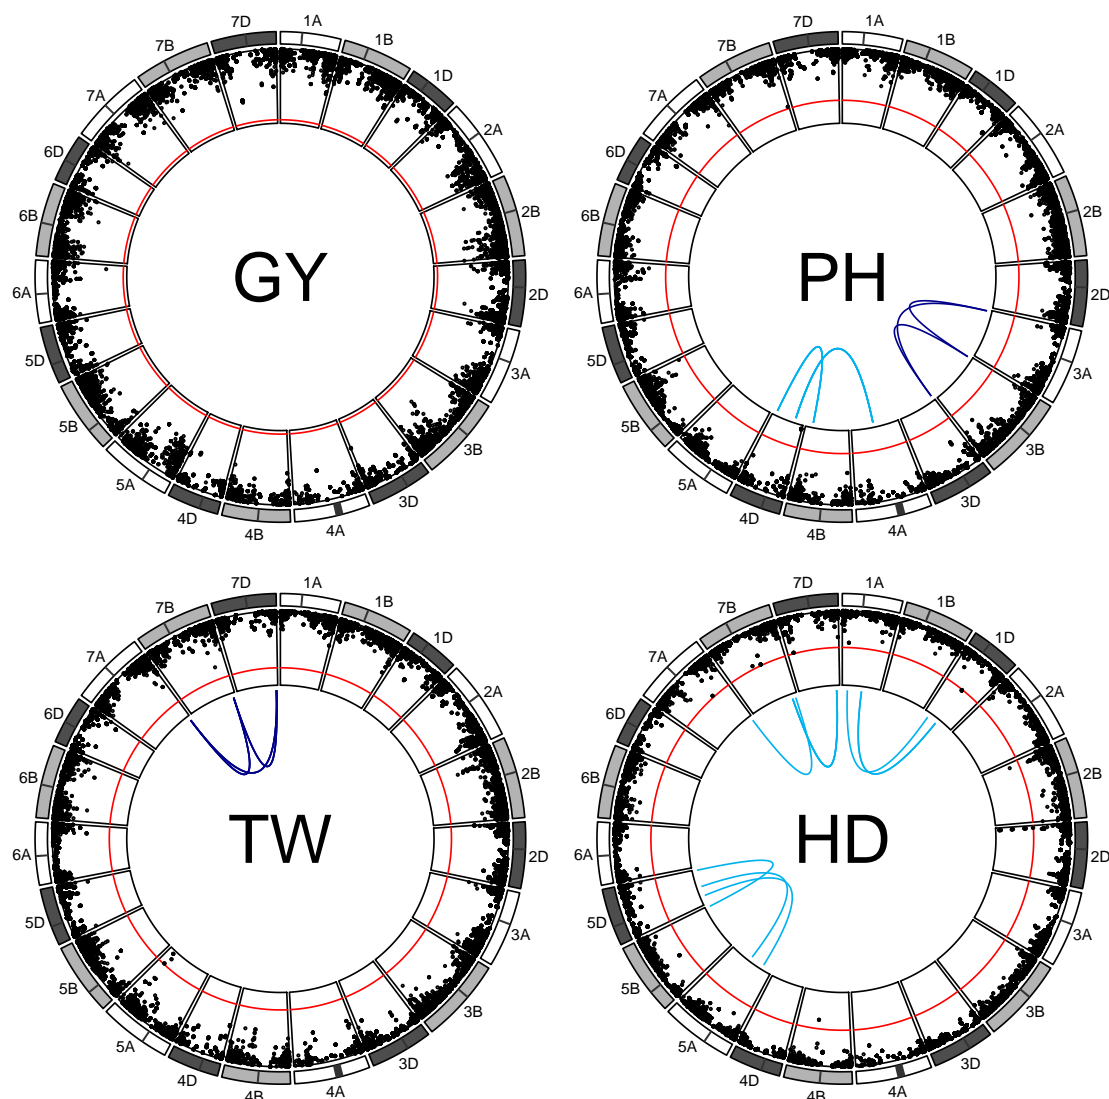 7D 1A
7B 1B
7A 1D
6D 2A
6B 2B
6A 2D
5D 3A
5B 3B
5A 3D
4D 4A
4B
GY
7D 1A
7B 1B
7A 1D
6D 2A
6B 2B
6A 2D
5D 3A
5B 3B
5A 3D
4D 4A
4B
PH
7D 1A
7B 1B
7A 1D
6D 2A
6B 2B
6A 2D
5D 3A
5B 3B
5A 3D
4D 4A
4B
TW
7D 1A
7B 1B
7A 1D
6D 2A
6B 2B
6A 2D
5D 3A
5B 3B
5A 3D
4D 4A
4B
HD